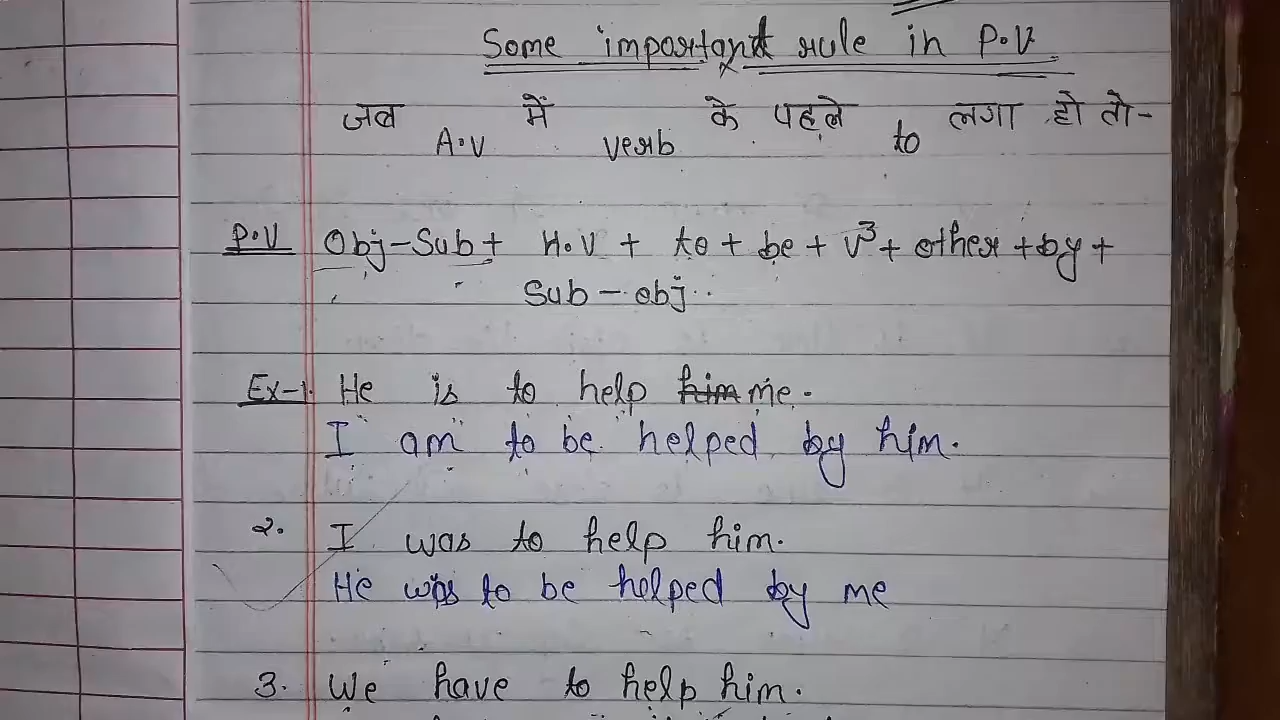 Some important rule in P.V
जब A.V में verb के पहले to लगा हो तो-
P.V Obj-Sub + H.V + to + be + V³ + other + by +
Sub - obj..
Ex-1. He is to help him me.
I am to be helped by him.
2. I was to help him.
He was to be helped by me
3. We have to help him.